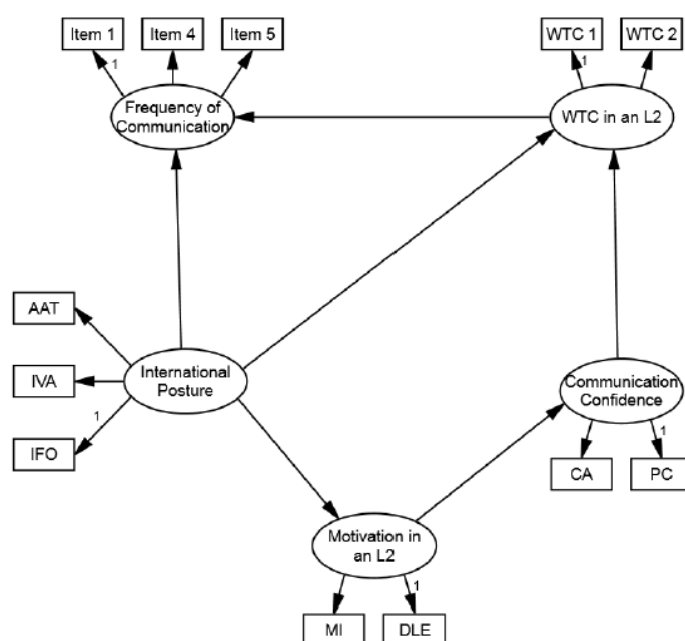 Item 1
Item 4
Item 5
WTC 1
WTC 2
1
1
Frequency of
Communication
WTC in an L2
AAT
IVA
International
Posture
Communication
Confidence
1
IFO
1
CA
PC
Motivation in
an L2
1
MI
DLE